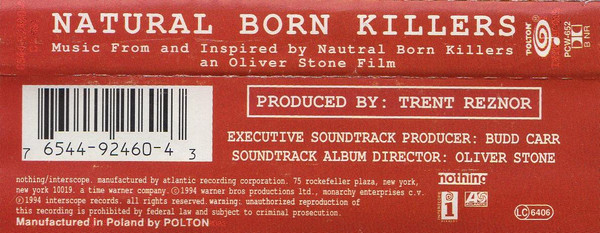 NATURAL BORN KILLERS
Music From and Inspired by Nautral Born Killers
an Oliver Stone Film
POLTON
PCW-652
B NR
PRODUCED BY: TRENT REZNOR
EXECUTIVE SOUNDTRACK PRODUCER: BUDD CARR
SOUNDTRACK ALBUM DIRECTOR: OLIVER STONE
7 6544-92460-4 3
nothing/interscope. manufactured by atlantic recording corporation. 75 rockefeller plaza, new york,
new york 10019. a time warner company. ©1994 warner bros productions ltd., monarchy enterprises c.v.
℗1994 interscope records. all rights reserved. warning: unauthorized reproduction of
this recording is prohibited by federal law and subject to criminal prosecution.
Manufactured in Poland by POLTON
nothing
INTERSCOPE RECORDS
LC 6406